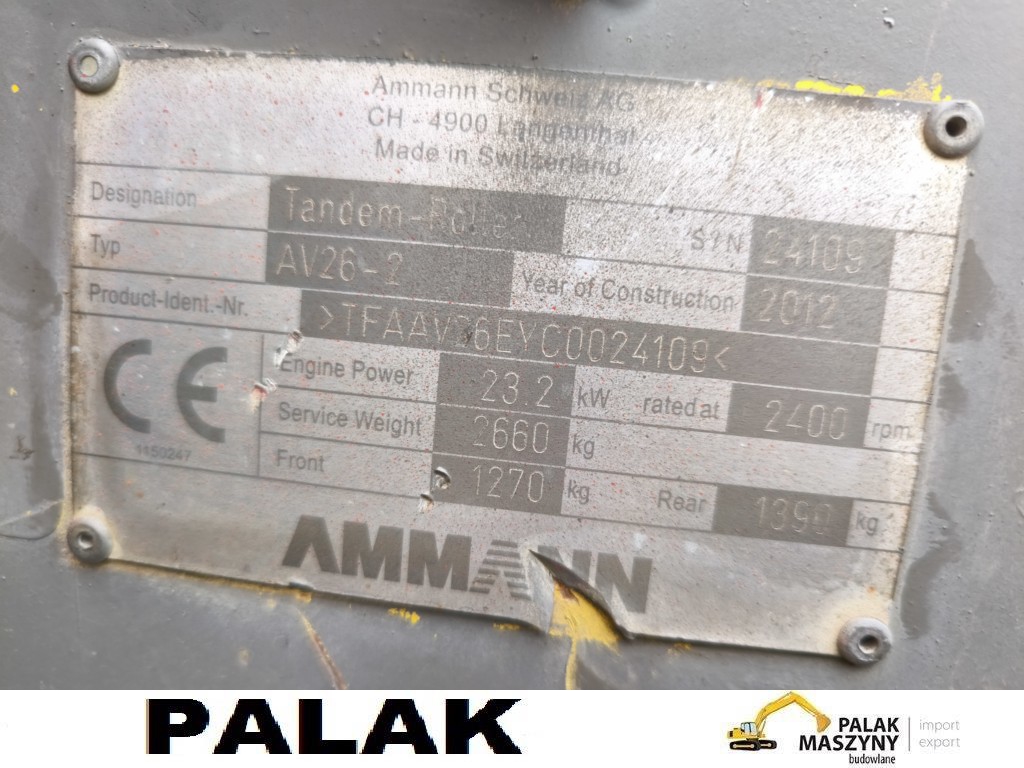 Ammann Schweiz AG
CH - 4900 Langenthal
Made in Switzerland
Designation Tandem-Roller S/N 24109
Typ AV26-2 Year of Construction 2012
Product-Ident.-Nr. >TFAAV26EYC0024109<
CE 1150247
Engine Power 23.2 kW rated at 2400 rpm
Service Weight 2660 kg
Front 1270 kg Rear 1390 kg
AMMANN
PALAK
PALAK MASZYNY budowlane
import export